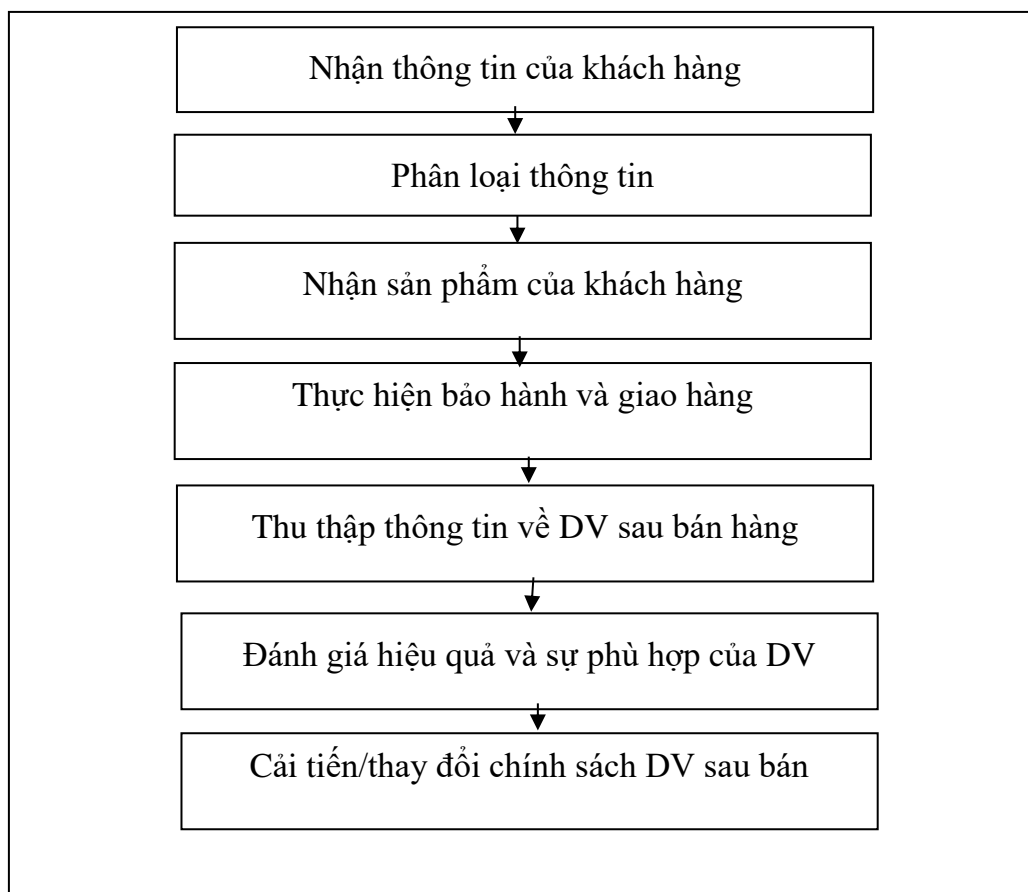 Nhận thông tin của khách hàng
Phân loại thông tin
Nhận sản phẩm của khách hàng
Thực hiện bảo hành và giao hàng
Thu thập thông tin về DV sau bán hàng
Đánh giá hiệu quả và sự phù hợp của DV
Cải tiến/thay đổi chính sách DV sau bán